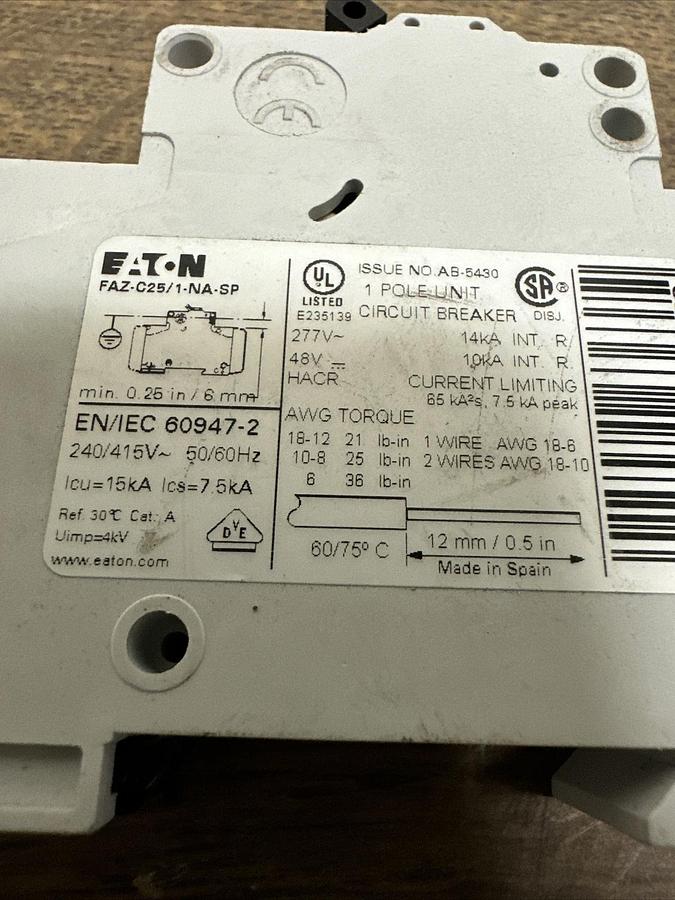 EATON
FAZ-C25/1-NA-SP
min. 0.25 in / 6 mm
EN/IEC 60947-2
240/415V~ 50/60Hz
Icu=15kA Ics=7.5kA
Ref. 30°C Cat.: A
Uimp=4kV
DVE
www.eaton.com
UL
LISTED
E235139
ISSUE NO.AB-5430
1 POLE UNIT
CIRCUIT BREAKER
SA®
DISJ.
277V~ 14kA INT. R.
48V ⎓ 10kA INT. R.
HACR CURRENT LIMITING
65 kA²s, 7.5 kA peak
AWG TORQUE
18-12 21 lb-in 1 WIRE AWG 18-6
10-8 25 lb-in 2 WIRES AWG 18-10
6 36 lb-in
60/75° C
12 mm / 0.5 in
Made in Spain
CE